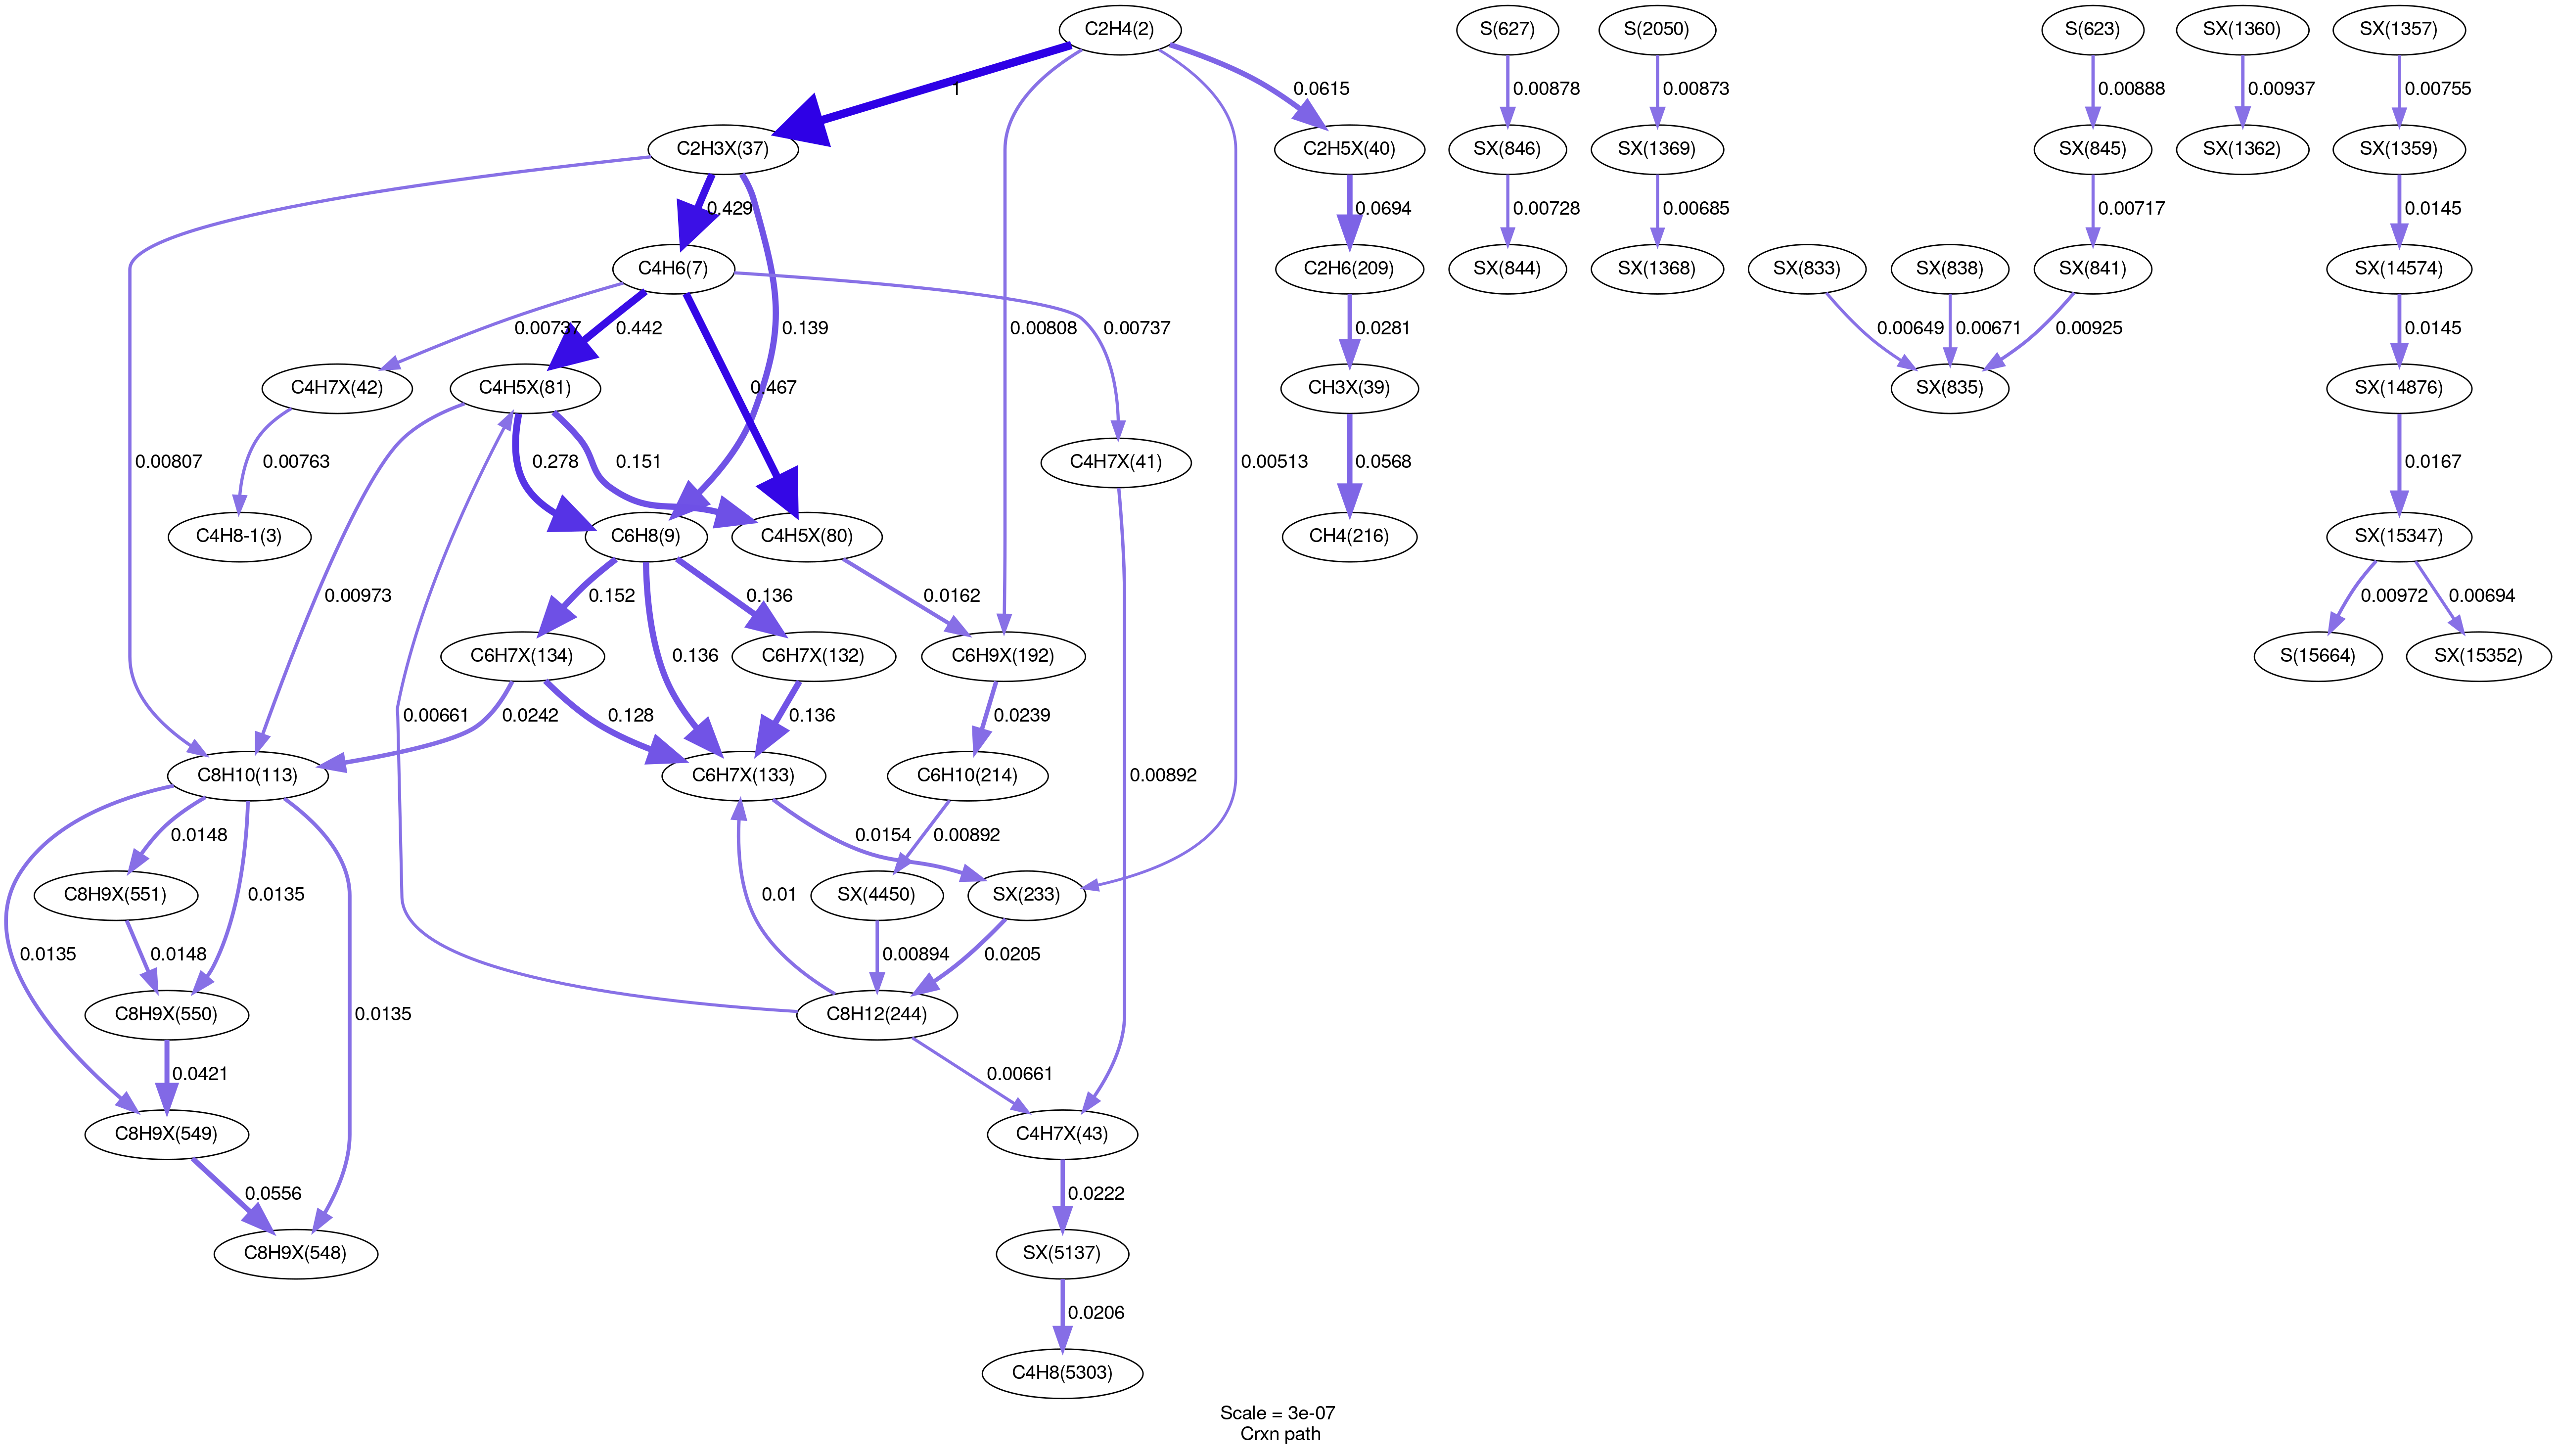 C2H4(2)
S(627)
S(2050)
S(623)
SX(1360)
SX(1357)
1
0.0615
0.00878
0.00873
0.00888
0.00937
0.00755
C2H3X(37)
C2H5X(40)
SX(846)
SX(1369)
SX(845)
SX(1362)
SX(1359)
0.429
0.0694
0.00728
0.00685
0.00717
0.0145
C4H6(7)
C2H6(209)
SX(844)
SX(1368)
SX(833)
SX(838)
SX(841)
SX(14574)
0.00737
0.442
0.139
0.00808
0.00737
0.0281
0.00649
0.00671
0.00925
0.0145
C4H7X(42)
C4H5X(81)
0.467
CH3X(39)
SX(835)
SX(14876)
0.00807
0.00763
0.278
0.151
C4H7X(41)
0.00513
0.0568
0.0167
C4H8-1(3)
C6H8(9)
C4H5X(80)
CH4(216)
SX(15347)
0.00973
0.152
0.136
0.0162
0.00972
0.00694
C6H7X(134)
0.136
C6H7X(132)
C6H9X(192)
S(15664)
SX(15352)
0.00661
0.0242
0.128
0.136
0.0239
C8H10(113)
C6H7X(133)
C6H10(214)
0.00892
0.0148
0.0154
0.00892
C8H9X(551)
0.0135
0.01
SX(4450)
SX(233)
0.0135
0.0148
0.00894
0.0205
C8H9X(550)
0.0135
C8H12(244)
0.0421
0.00661
C8H9X(549)
C4H7X(43)
0.0556
0.0222
C8H9X(548)
SX(5137)
0.0206
C4H8(5303)
Scale = 3e-07
Crxn path